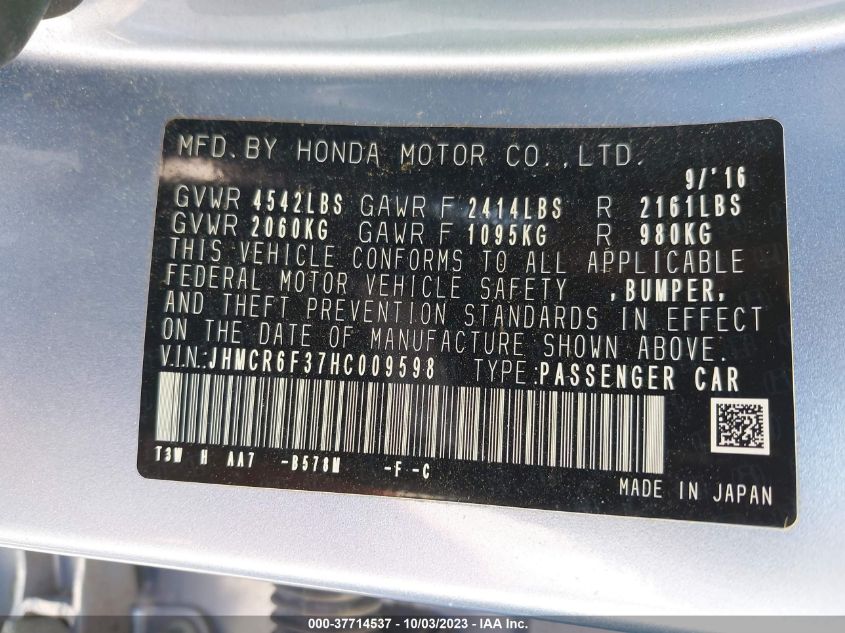 MFD. BY HONDA MOTOR CO., LTD.
9/'16
GVWR 4542LBS GAWR F 2414LBS R 2161LBS
GVWR 2060KG GAWR F 1095KG R 980KG
THIS VEHICLE CONFORMS TO ALL APPLICABLE
FEDERAL MOTOR VEHICLE SAFETY ,BUMPER,
AND THEFT PREVENTION STANDARDS IN EFFECT
ON THE DATE OF MANUFACTURE SHOWN ABOVE.
V.I.N.:JHMCR6F37HC009598 TYPE:PASSENGER CAR
T3W H AA7 -B578M -F -C
MADE IN JAPAN
000-37714537 - 10/03/2023 - IAA Inc.